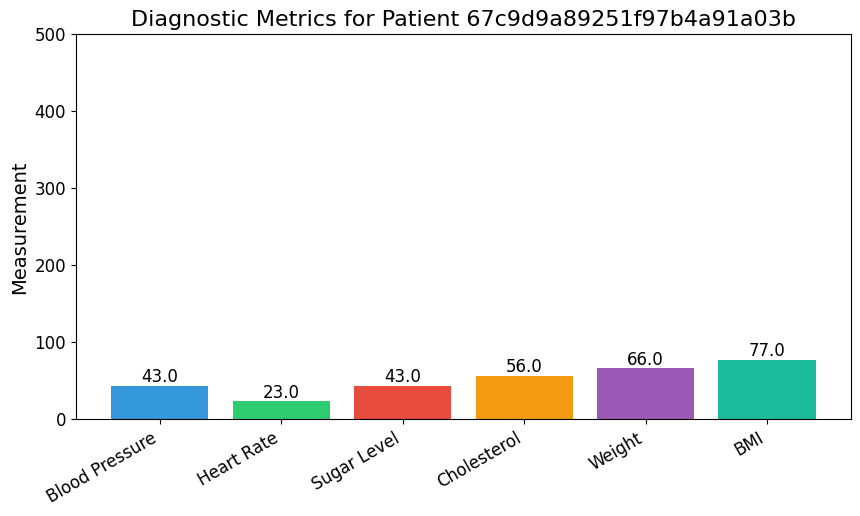 Diagnostic Metrics for Patient 67c9d9a89251f97b4a91a03b
Measurement
500
400
300
200
100
0
43.0
23.0
43.0
56.0
66.0
77.0
Blood Pressure
Heart Rate
Sugar Level
Cholesterol
Weight
BMI